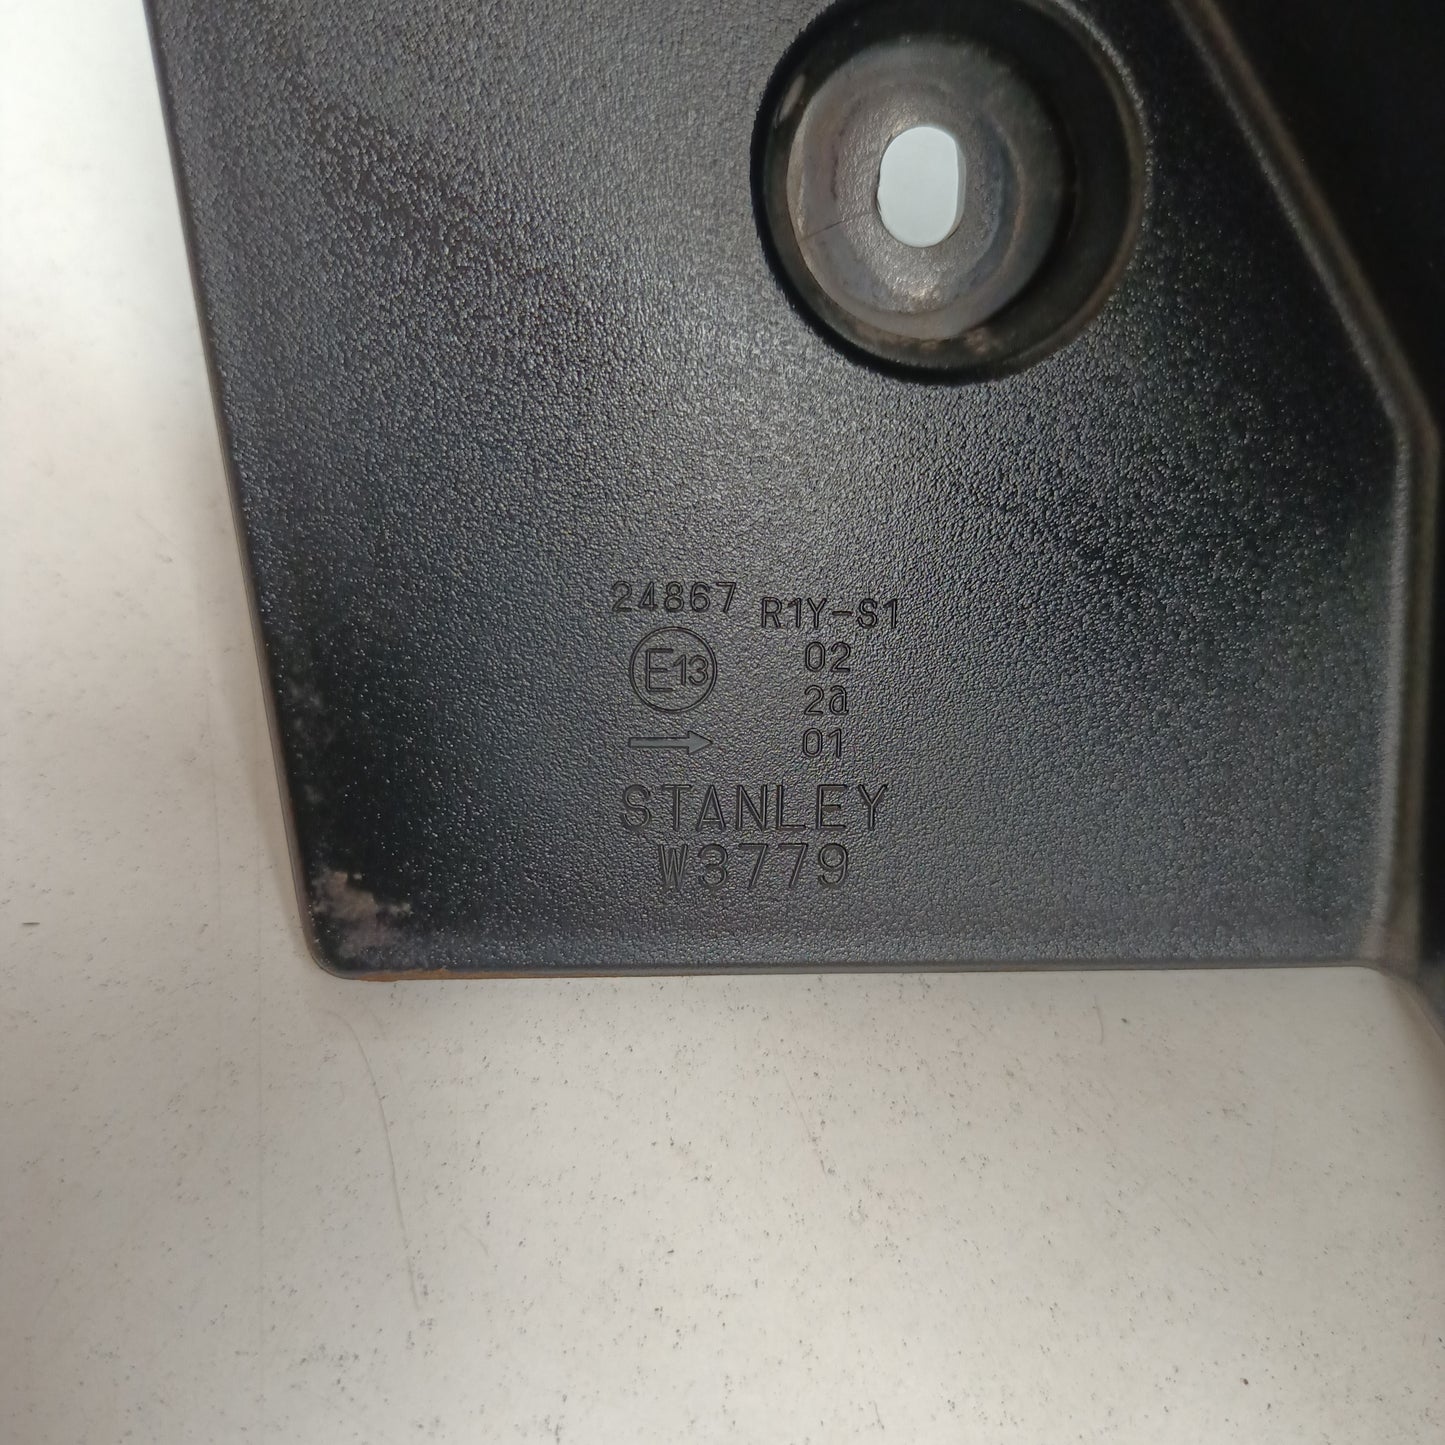 24867 R1Y-S1
E13 02
2a
→ 01
STANLEY
W3779